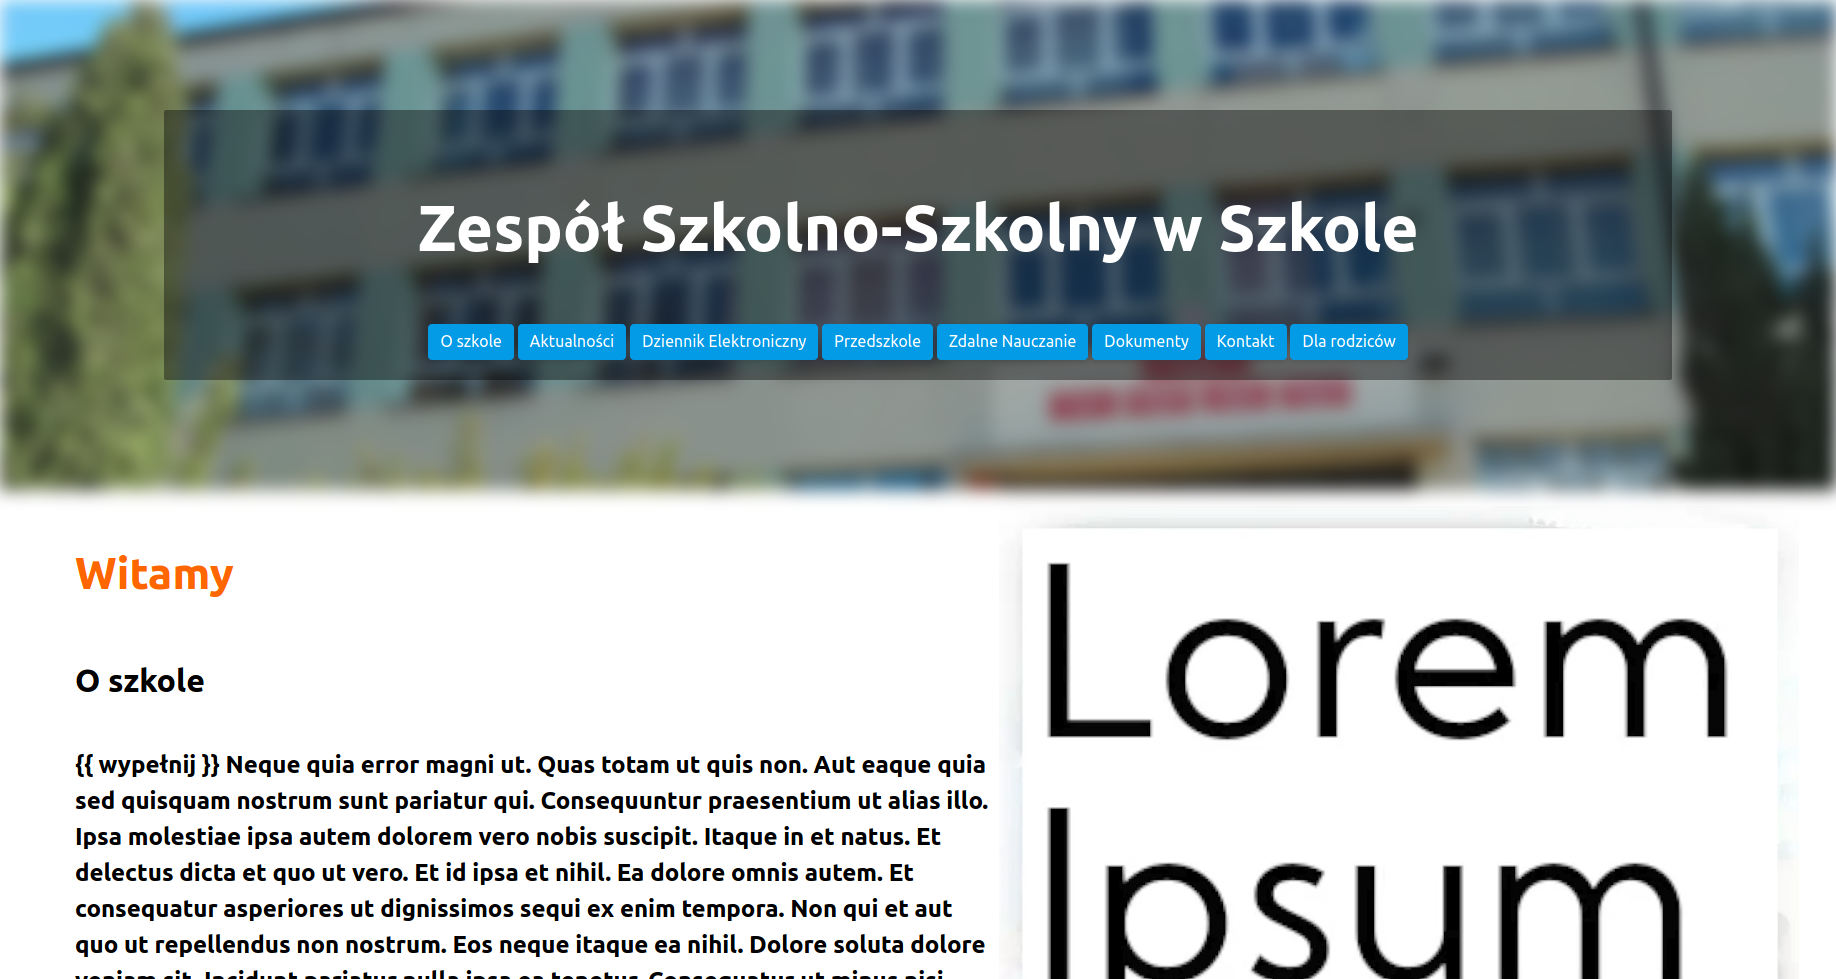 Zespół Szkolno-Szkolny w Szkole
O szkole Aktualności Dziennik Elektroniczny Przedszkole Zdalne Nauczanie Dokumenty Kontakt Dla rodziców
Witamy
O szkole
{{ wypełnij }} Neque quia error magni ut. Quas totam ut quis non. Aut eaque quia
sed quisquam nostrum sunt pariatur qui. Consequuntur praesentium ut alias illo.
Ipsa molestiae ipsa autem dolorem vero nobis suscipit. Itaque in et natus. Et
delectus dicta et quo ut vero. Et id ipsa et nihil. Ea dolore omnis autem. Et
consequatur asperiores ut dignissimos sequi ex enim tempora. Non qui et aut
quo ut repellendus non nostrum. Eos neque itaque ea nihil. Dolore soluta dolore
Lorem
Ipsum